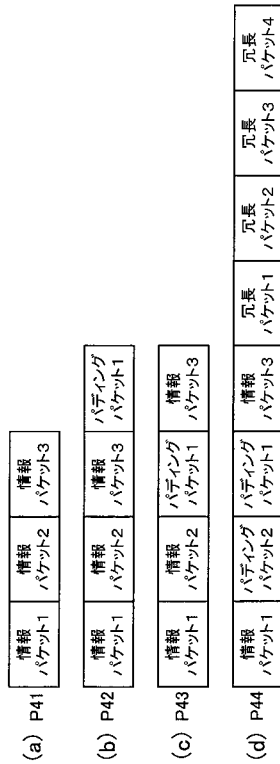 (a) P41
情報
パケット1
情報
パケット2
情報
パケット3
(b) P42
情報
パケット1
情報
パケット2
情報
パケット3
パディング
パケット1
(c) P43
情報
パケット1
情報
パケット2
パディング
パケット1
情報
パケット3
(d) P44
情報
パケット1
パディング
パケット2
パディング
パケット1
情報
パケット3
冗長
パケット1
冗長
パケット2
冗長
パケット3
冗長
パケット4